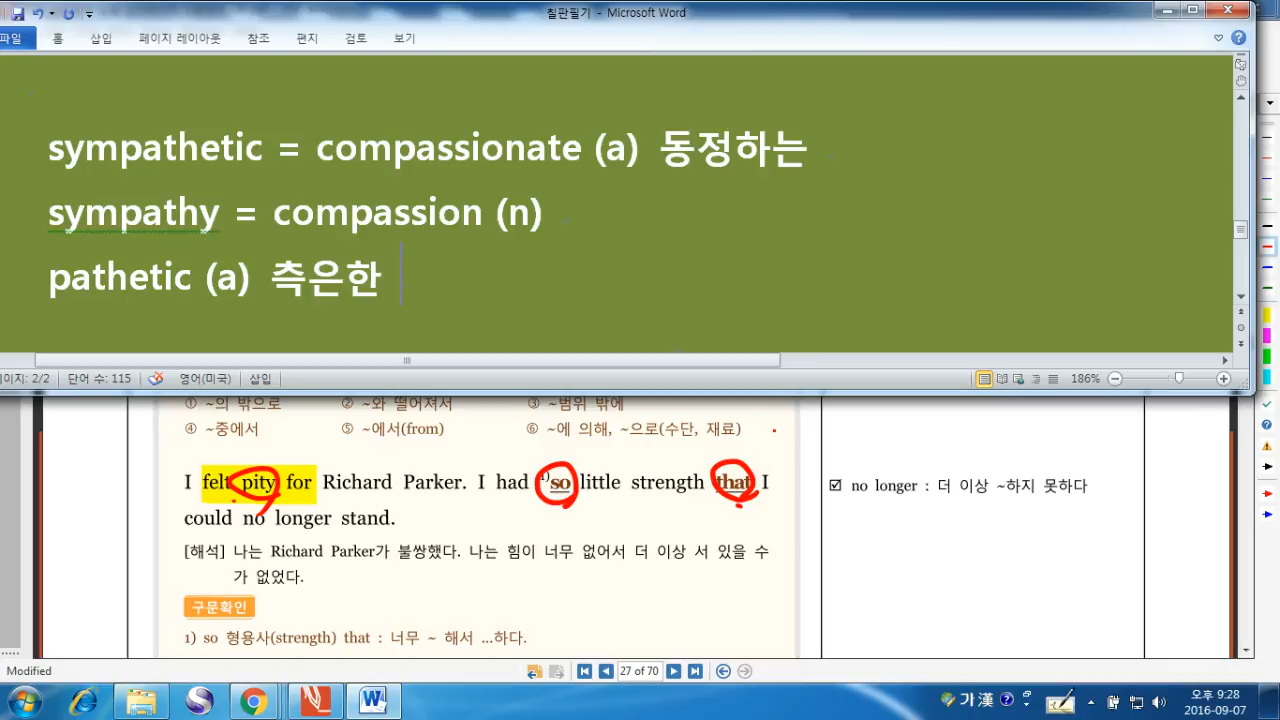 칠판필기 - Microsoft Word
파일 홈 삽입 페이지 레이아웃 참조 편지 검토 보기
sympathetic = compassionate (a) 동정하는
sympathy = compassion (n)
pathetic (a) 측은한
이지: 2/2 단어 수: 115 영어(미국) 삽입 186%
① ~의 밖으로 ② ~와 떨어져서 ③ ~범위 밖에
④ ~중에서 ⑤ ~에서(from) ⑥ ~에 의해, ~으로(수단, 재료)
I felt pity for Richard Parker. I had 1)so little strength that I
could no longer stand.
no longer : 더 이상 ~하지 못하다
[해석] 나는 Richard Parker가 불쌍했다. 나는 힘이 너무 없어서 더 이상 서 있을 수
가 없었다.
구문확인
1) so 형용사(strength) that : 너무 ~ 해서 ...하다.
Modified 27 of 70
가 漢 오후 9:28
2016-09-07